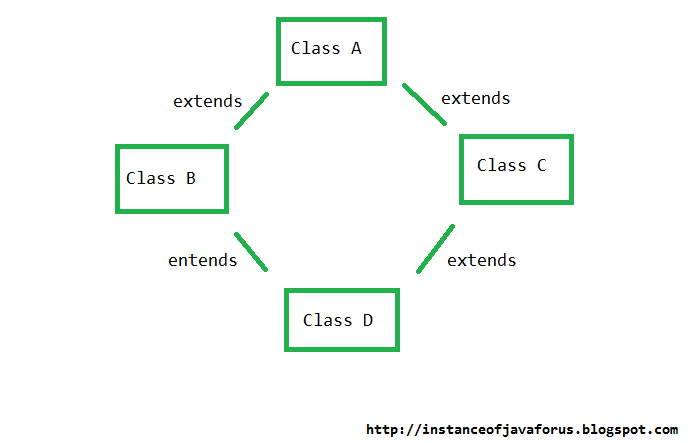 Class A
extends
extends
Class B
Class C
entends
extends
Class D
http://instanceofjavaforus.blogspot.com